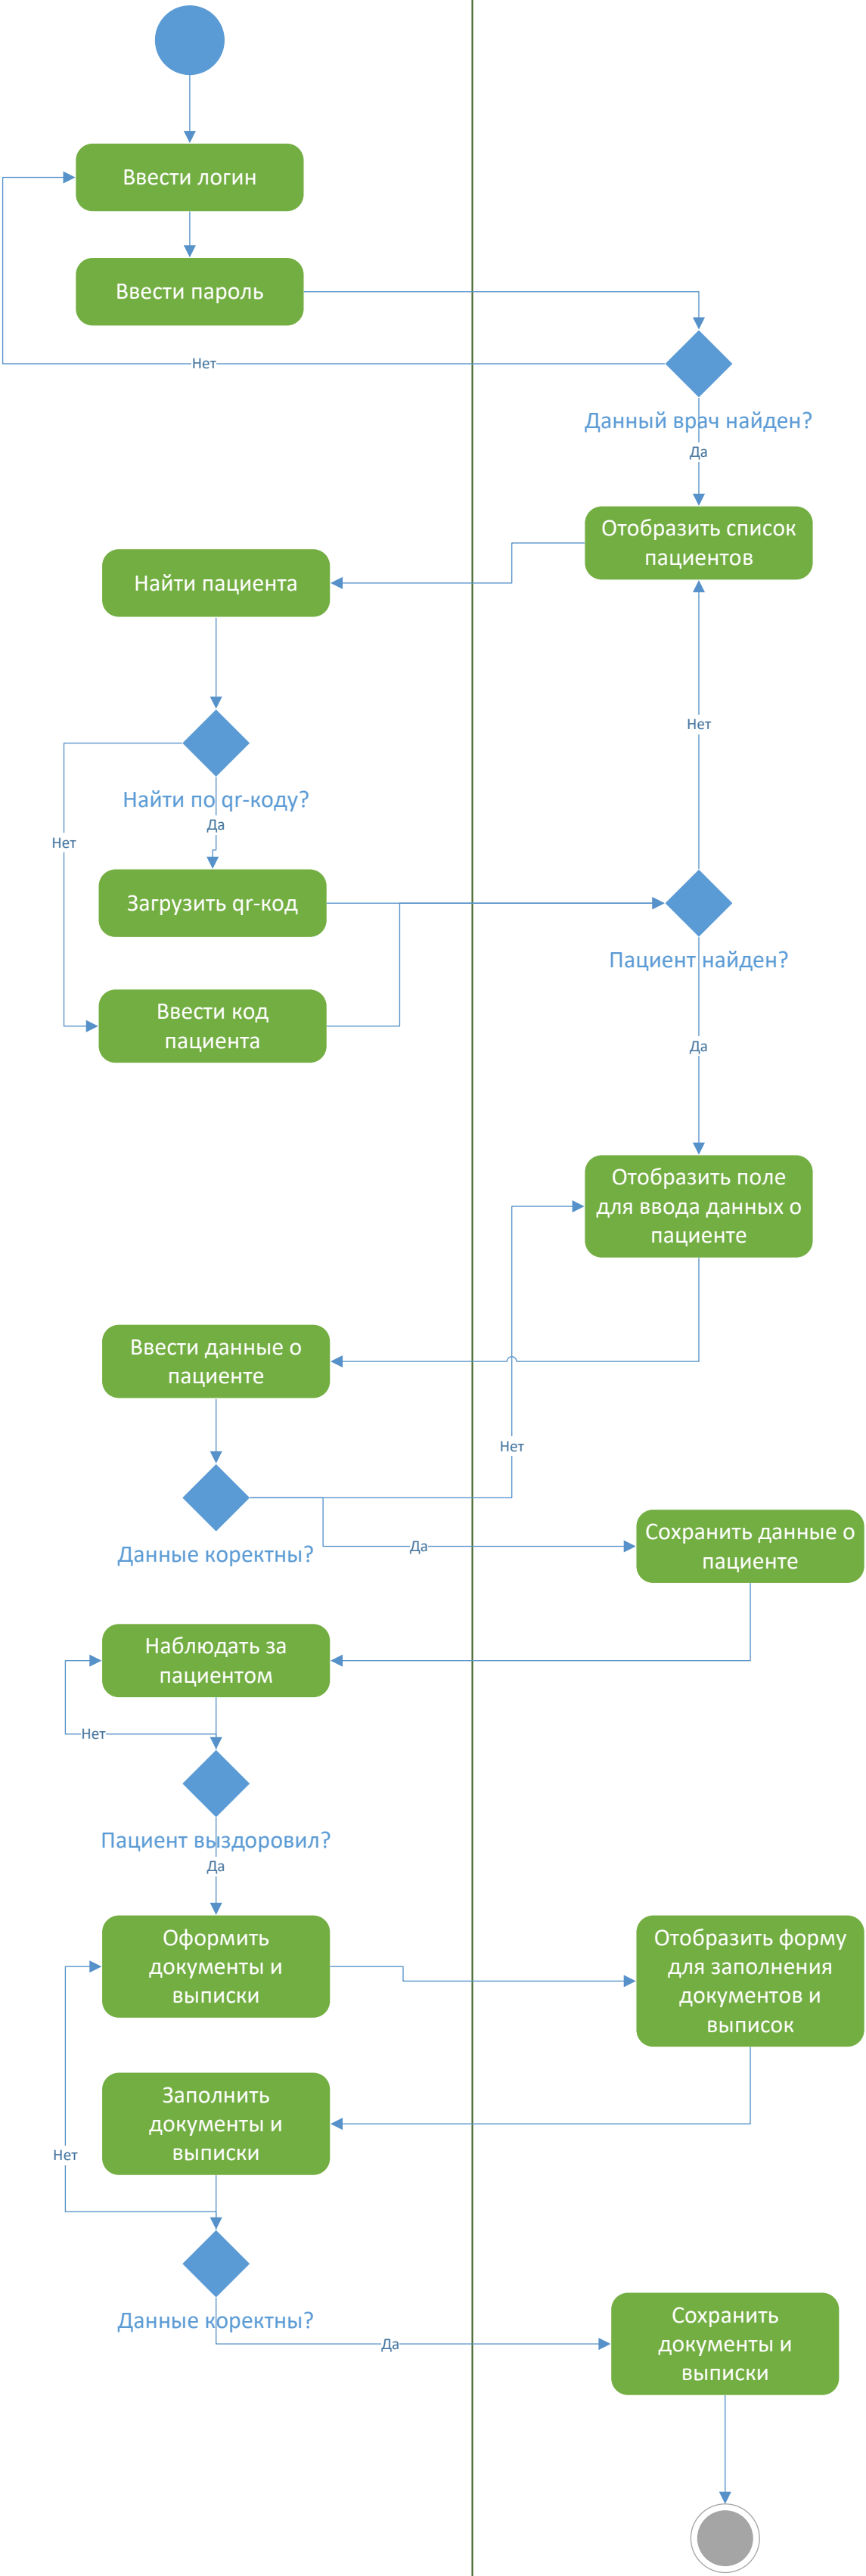 Ввести логин
Ввести пароль
Нет
Данный врач найден?
Да
Отобразить список
пациентов
Найти пациента
Нет
Найти по qr-коду?
Да
Нет
Загрузить qr-код
Пациент найден?
Ввести код
пациента
Да
Отобразить поле
для ввода данных о
пациенте
Ввести данные о
пациенте
Нет
Данные коректны?
Да
Сохранить данные о
пациенте
Наблюдать за
пациентом
Нет
Пациент выздоровил?
Да
Оформить
документы и
выписки
Отобразить форму
для заполнения
документов и
выписок
Заполнить
документы и
выписки
Нет
Данные коректны?
Да
Сохранить
документы и
выписки